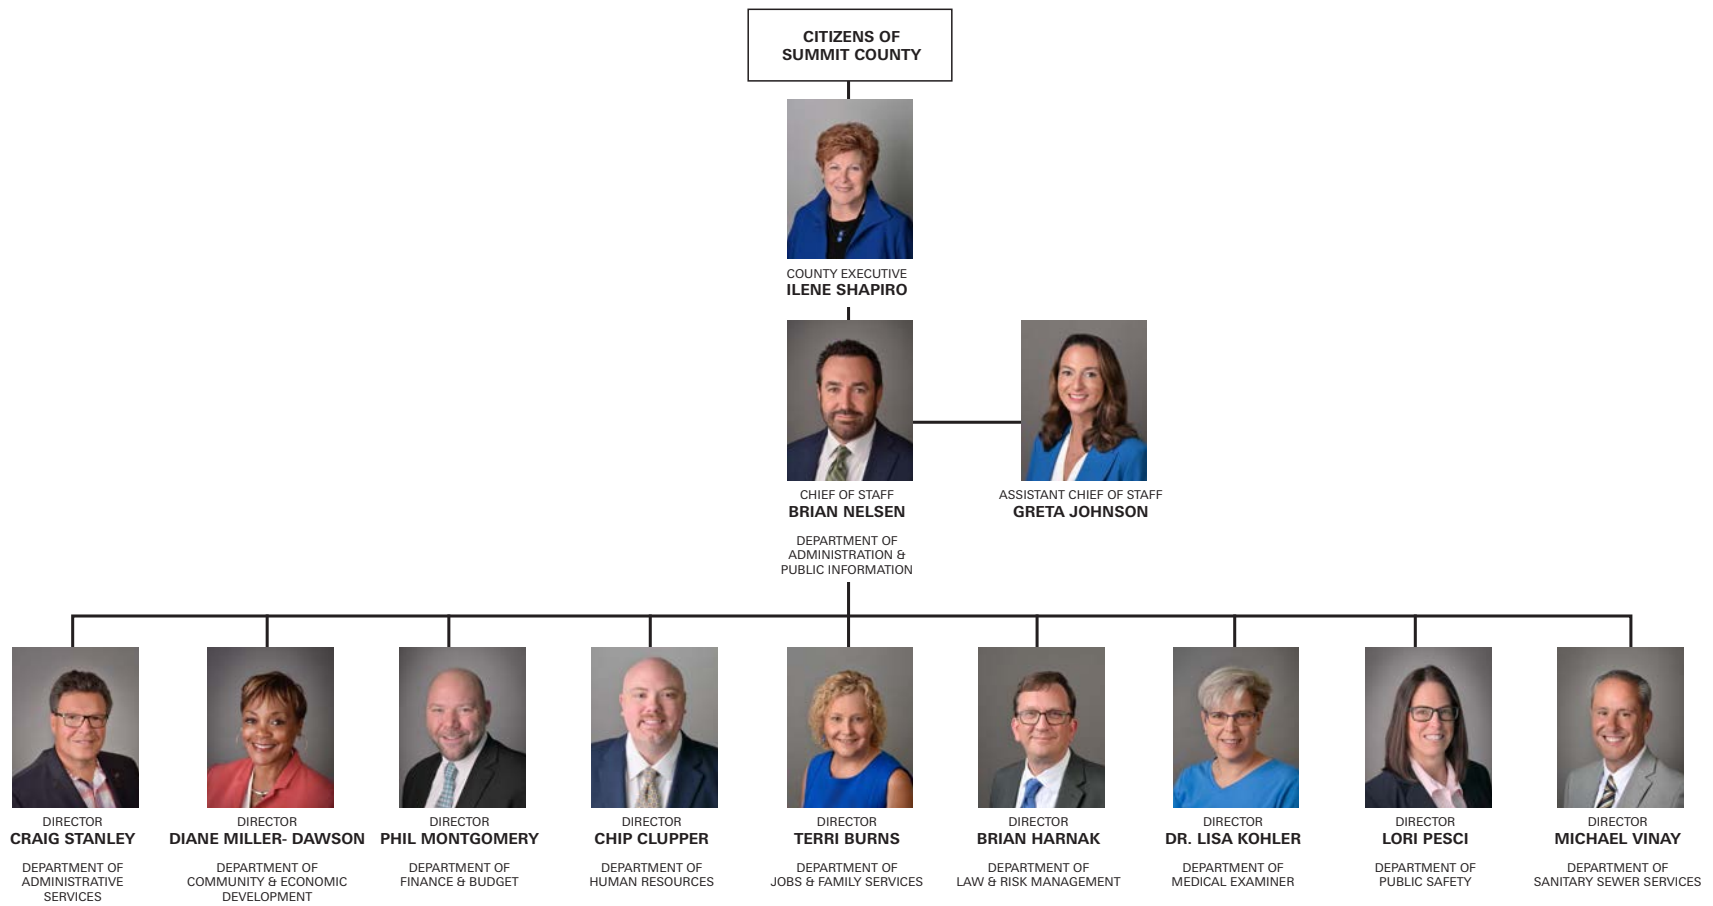 CITIZENS OF
SUMMIT COUNTY
COUNTY EXECUTIVE
ILENE SHAPIRO
CHIEF OF STAFF
BRIAN NELSEN
DEPARTMENT OF
ADMINISTRATION &
PUBLIC INFORMATION
ASSISTANT CHIEF OF STAFF
GRETA JOHNSON
DIRECTOR
CRAIG STANLEY
DEPARTMENT OF
ADMINISTRATIVE
SERVICES
DIRECTOR
DIANE MILLER- DAWSON
DEPARTMENT OF
COMMUNITY & ECONOMIC
DEVELOPMENT
DIRECTOR
PHIL MONTGOMERY
DEPARTMENT OF
FINANCE & BUDGET
DIRECTOR
CHIP CLUPPER
DEPARTMENT OF
HUMAN RESOURCES
DIRECTOR
TERRI BURNS
DEPARTMENT OF
JOBS & FAMILY SERVICES
DIRECTOR
BRIAN HARNAK
DEPARTMENT OF
LAW & RISK MANAGEMENT
DIRECTOR
DR. LISA KOHLER
DEPARTMENT OF
MEDICAL EXAMINER
DIRECTOR
LORI PESCI
DEPARTMENT OF
PUBLIC SAFETY
DIRECTOR
MICHAEL VINAY
DEPARTMENT OF
SANITARY SEWER SERVICES